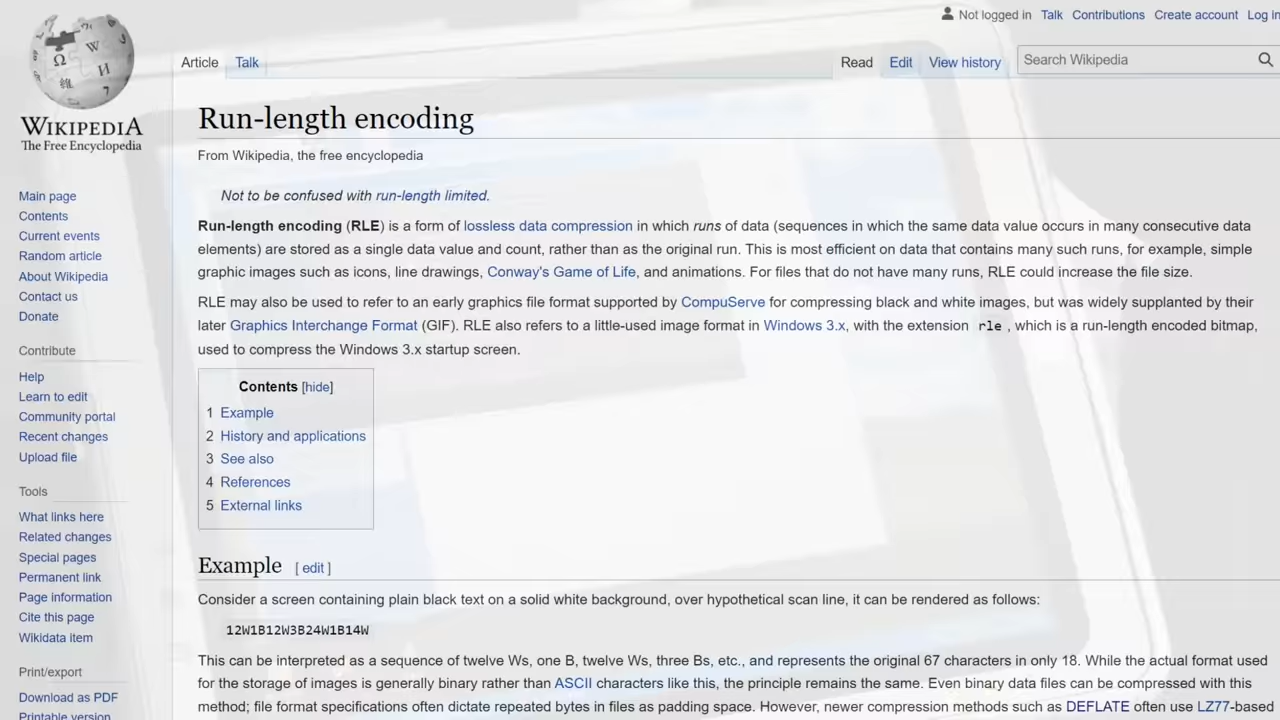 Not logged in Talk Contributions Create account Log in
Article Talk Read Edit View history Search Wikipedia
WIKIPEDIA
The Free Encyclopedia
Main page
Contents
Current events
Random article
About Wikipedia
Contact us
Donate
Contribute
Help
Learn to edit
Community portal
Recent changes
Upload file
Tools
What links here
Related changes
Special pages
Permanent link
Page information
Cite this page
Wikidata item
Print/export
Download as PDF
Printable version
Run-length encoding
From Wikipedia, the free encyclopedia
Not to be confused with run-length limited.
Run-length encoding (RLE) is a form of lossless data compression in which runs of data (sequences in which the same data value occurs in many consecutive data
elements) are stored as a single data value and count, rather than as the original run. This is most efficient on data that contains many such runs, for example, simple
graphic images such as icons, line drawings, Conway's Game of Life, and animations. For files that do not have many runs, RLE could increase the file size.
RLE may also be used to refer to an early graphics file format supported by CompuServe for compressing black and white images, but was widely supplanted by their
later Graphics Interchange Format (GIF). RLE also refers to a little-used image format in Windows 3.x, with the extension rle , which is a run-length encoded bitmap,
used to compress the Windows 3.x startup screen.
Contents [hide]
1 Example
2 History and applications
3 See also
4 References
5 External links
Example [ edit ]
Consider a screen containing plain black text on a solid white background, over hypothetical scan line, it can be rendered as follows:
12W1B12W3B24W1B14W
This can be interpreted as a sequence of twelve Ws, one B, twelve Ws, three Bs, etc., and represents the original 67 characters in only 18. While the actual format used
for the storage of images is generally binary rather than ASCII characters like this, the principle remains the same. Even binary data files can be compressed with this
method; file format specifications often dictate repeated bytes in files as padding space. However, newer compression methods such as DEFLATE often use LZ77-based